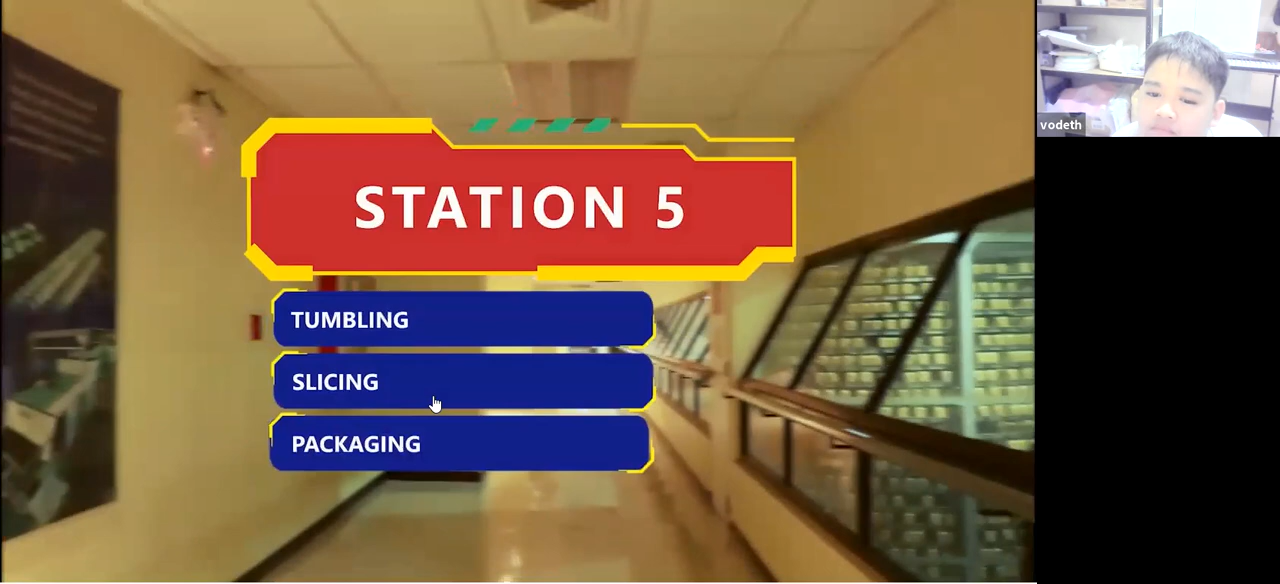 STATION 5
TUMBLING
SLICING
PACKAGING
vodeth